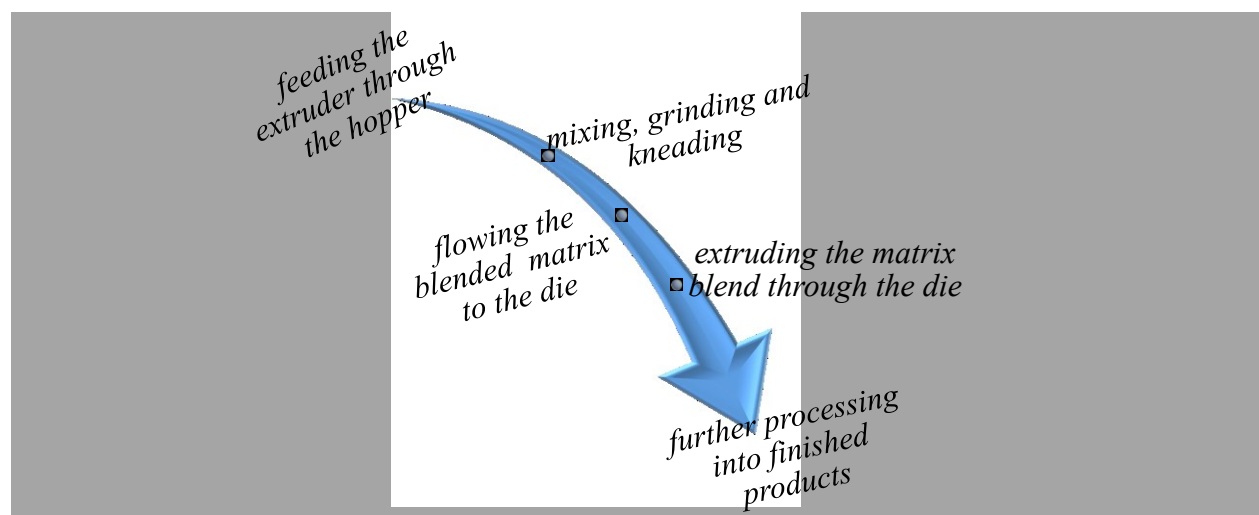 feeding the
extruder through
the hopper
mixing, grinding and
kneading
flowing the
blended matrix
to the die
extruding the matrix
blend through the die
further processing
into finished
products